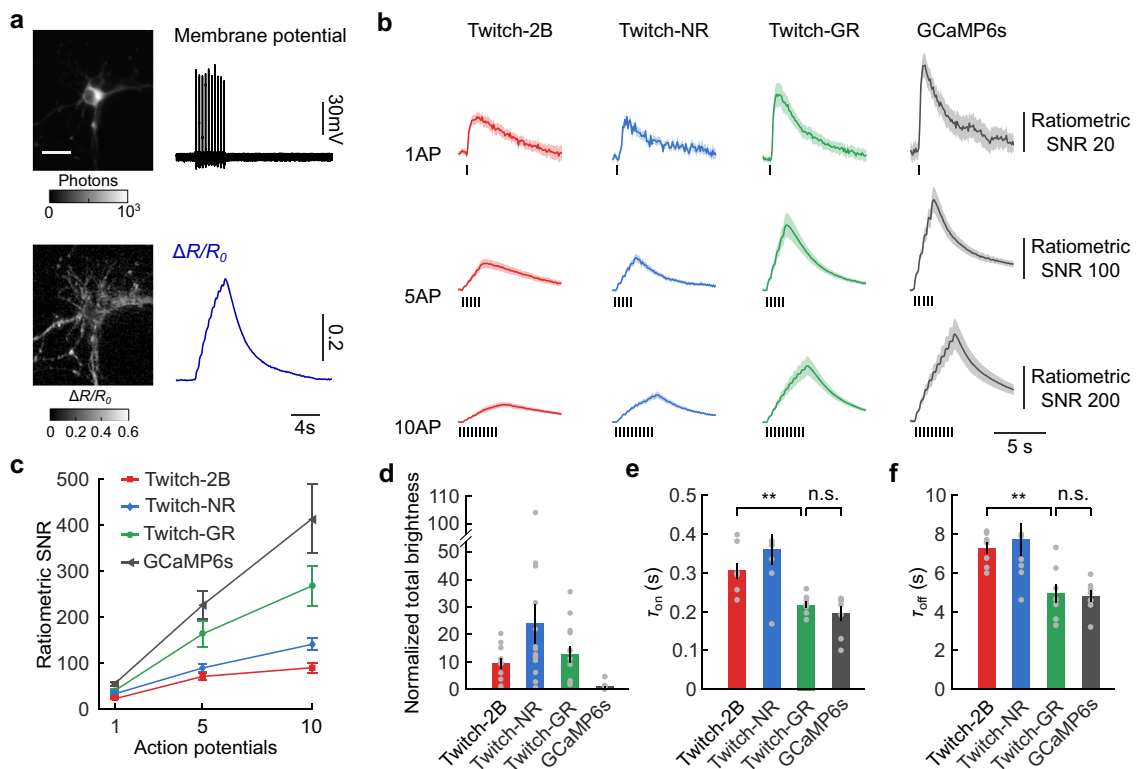 a
Membrane potential
30mV
Photons
0 10³
ΔR/R₀
0.2
ΔR/R₀
0 0.2 0.4 0.6
4s
b
Twitch-2B Twitch-NR Twitch-GR GCaMP6s
1AP
Ratiometric
SNR 20
5AP
Ratiometric
SNR 100
10AP
Ratiometric
SNR 200
5 s
c
Ratiometric SNR
500
400
300
200
100
0
Twitch-2B
Twitch-NR
Twitch-GR
GCaMP6s
1 5 10
Action potentials
d
Normalized total brightness
110
100
50
40
30
20
10
0
Twitch-2B
Twitch-NR
Twitch-GR
GCaMP6s
e
τon (s)
** n.s.
0.5
0.4
0.3
0.2
0.1
0
Twitch-2B
Twitch-NR
Twitch-GR
GCaMP6s
f
τoff (s)
** n.s.
10
8
6
4
2
0
Twitch-2B
Twitch-NR
Twitch-GR
GCaMP6s